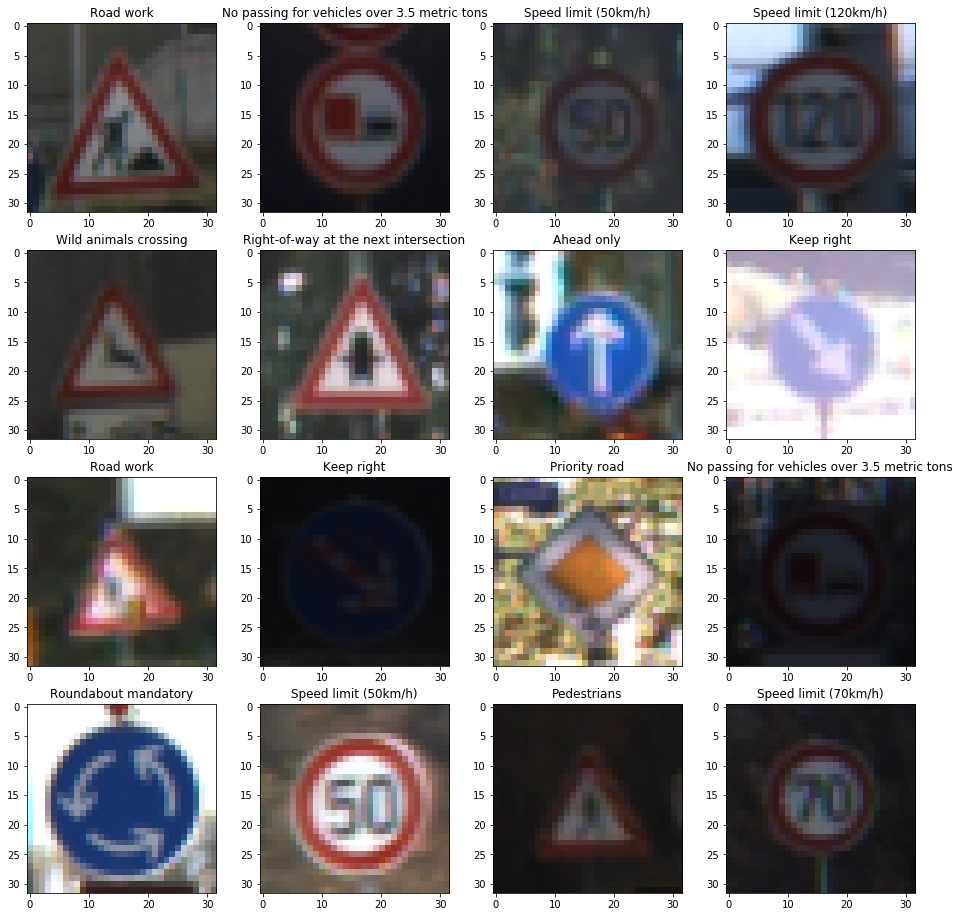 Road work No passing for vehicles over 3.5 metric tons Speed limit (50km/h) Speed limit (120km/h)
0 0 0 0
5 5 5 5
10 10 10 10
15 15 15 50 15 120
20 20 20 20
25 25 25 25
30 30 30 30
0 10 20 30 0 10 20 30 0 10 20 30 0 10 20 30
Wild animals crossing Right-of-way at the next intersection Ahead only Keep right
0 0 0 0
5 5 5 5
10 10 10 10
15 15 15 15
20 20 20 20
25 25 25 25
30 30 30 30
0 10 20 30 0 10 20 30 0 10 20 30 0 10 20 30
Road work Keep right Priority road No passing for vehicles over 3.5 metric tons
0 0 0 0
5 5 5 5
10 10 10 10
15 15 15 15
20 20 20 20
25 25 25 25
30 30 30 30
0 10 20 30 0 10 20 30 0 10 20 30 0 10 20 30
Roundabout mandatory Speed limit (50km/h) Pedestrians Speed limit (70km/h)
0 0 0 0
5 5 5 5
10 10 10 10
15 15 50 15 15 70
20 20 20 20
25 25 25 25
30 30 30 30
0 10 20 30 0 10 20 30 0 10 20 30 0 10 20 30